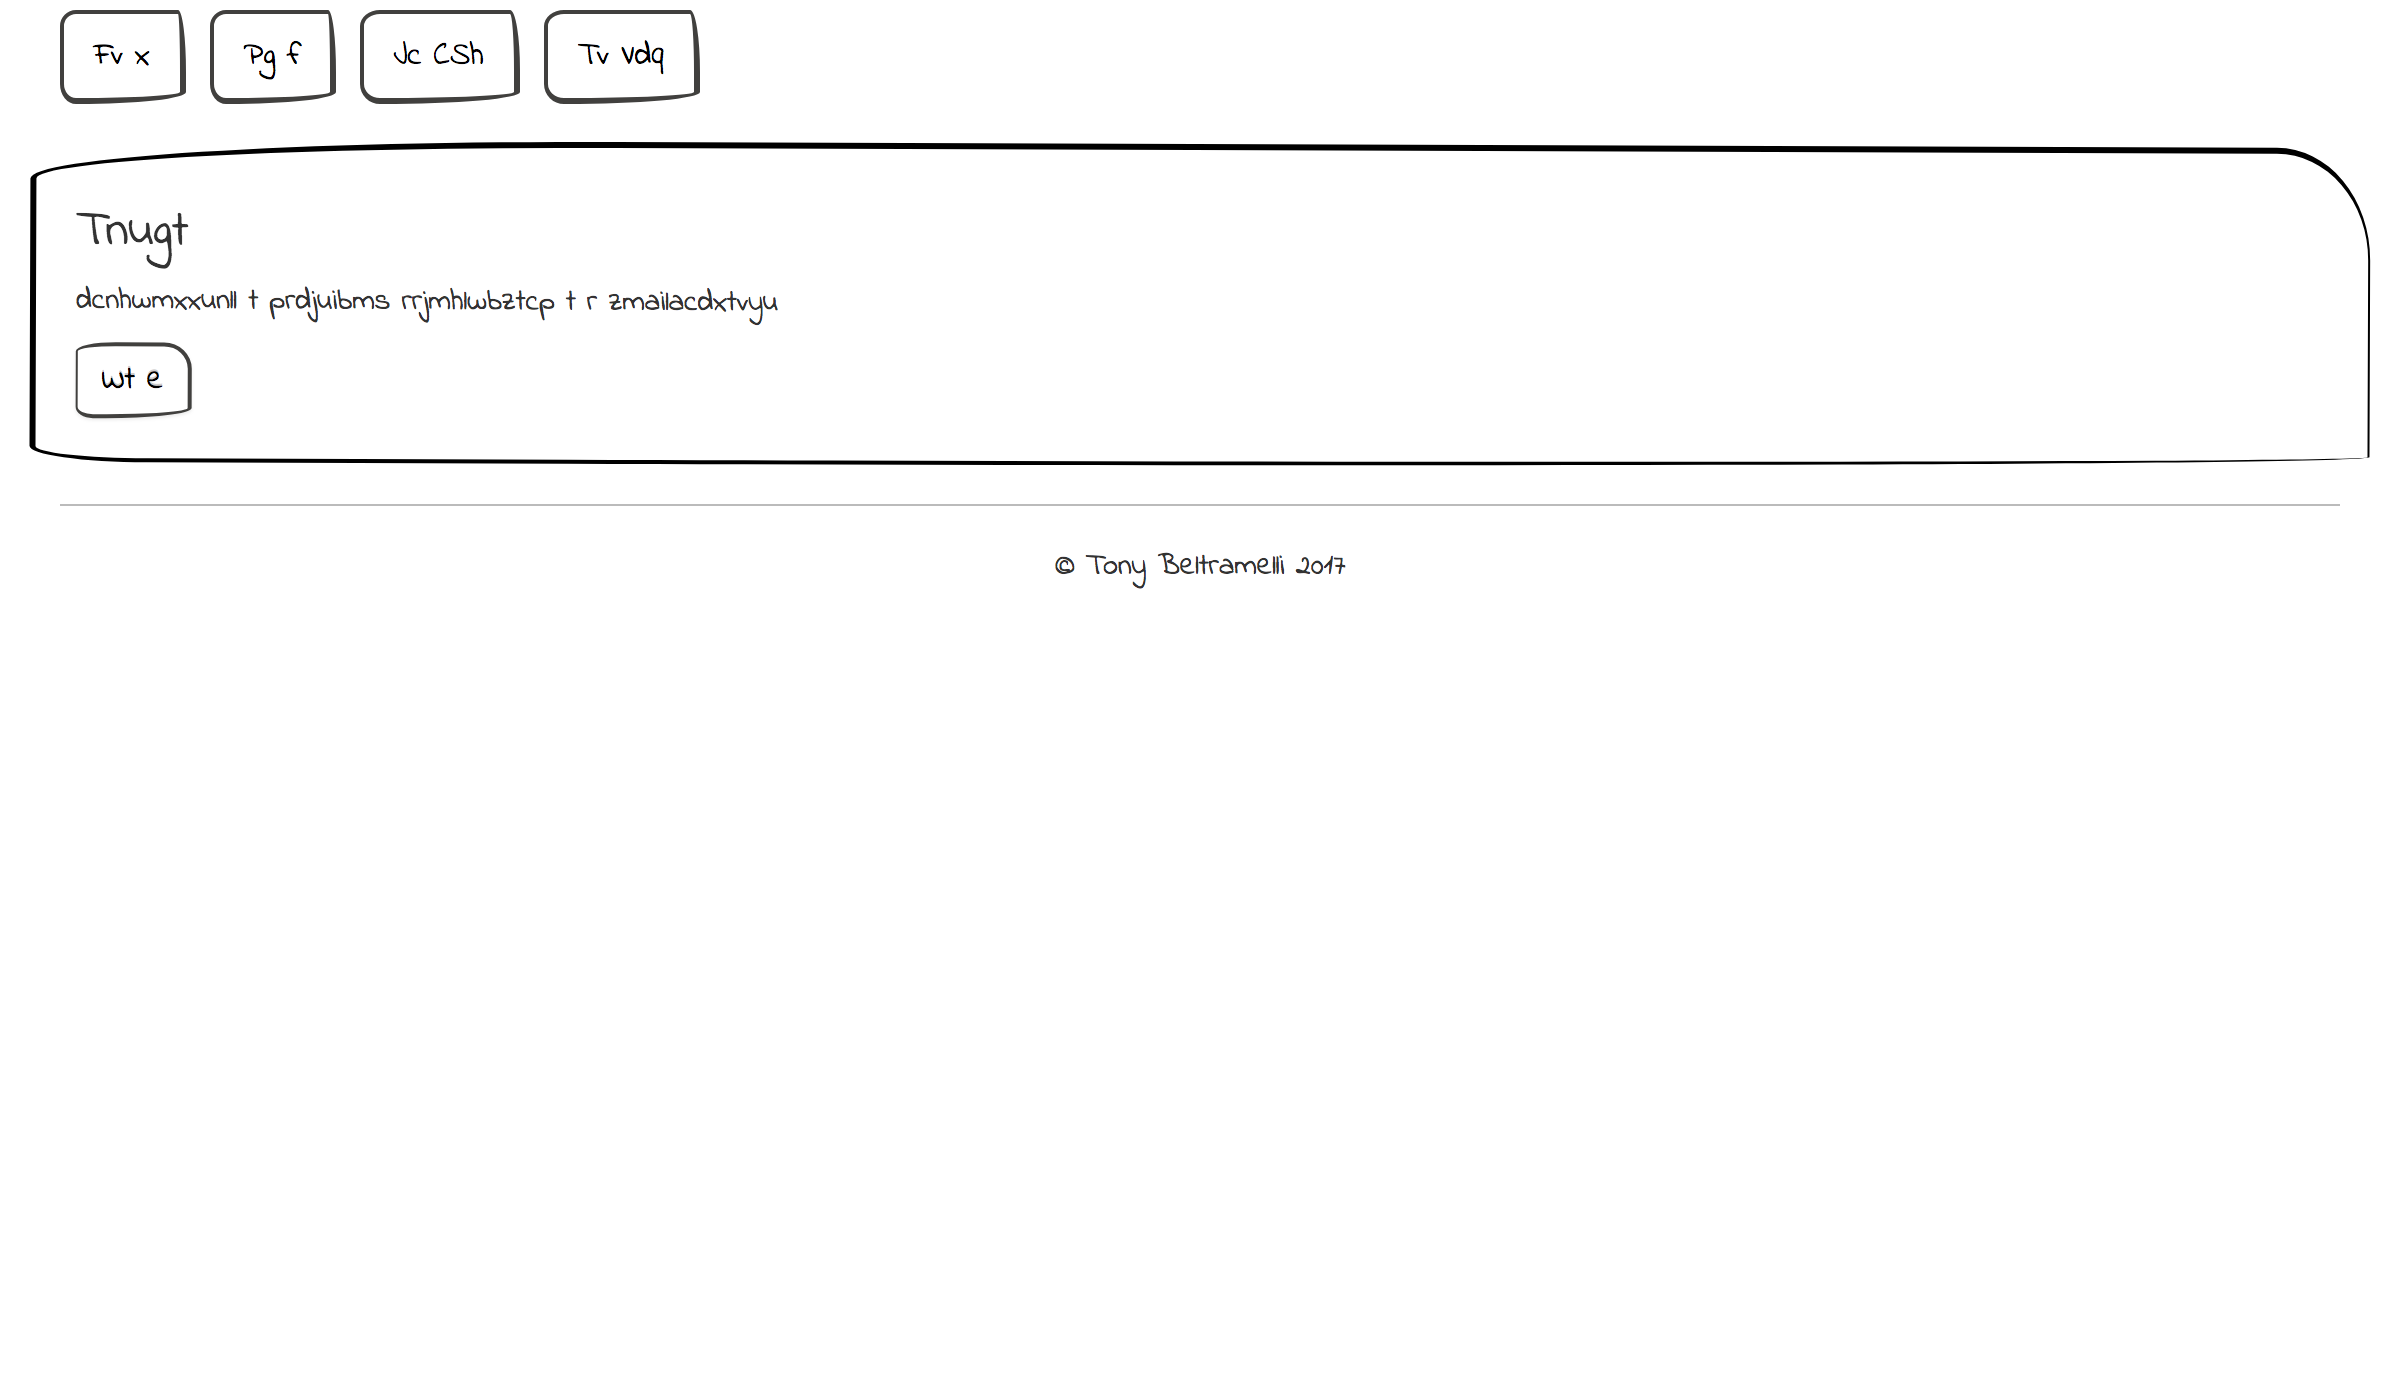 Fv x Pg f Jc CSh Tv Vdq
Tnugt
dcnhwmxxunll t prdjuibms rrjmhlwbztcp t r zmailacdxtvyu
Wt e
© Tony Beltramelli 2017